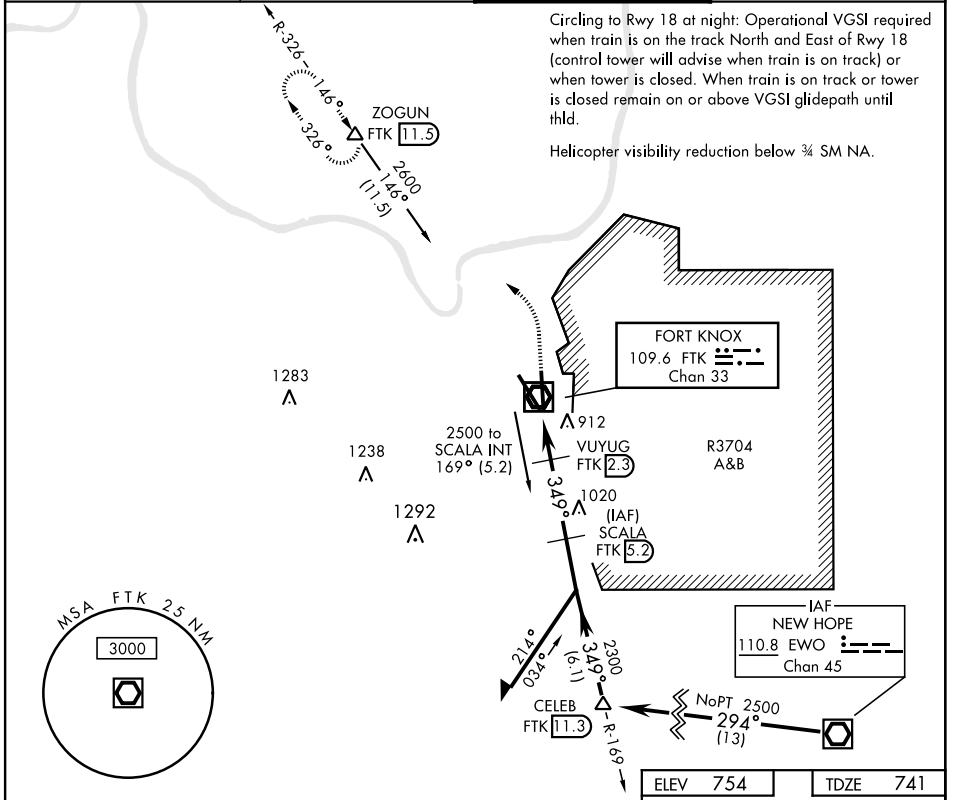 Circling to Rwy 18 at night: Operational VGSI required
when train is on the track North and East of Rwy 18
(control tower will advise when train is on track) or
when tower is closed. When train is on track or tower
is closed remain on or above VGSI glidepath until
thld.
Helicopter visibility reduction below ¾ SM NA.
R-326
146°
326°
ZOGUN
FTK 11.5
2600
146°
(11.5)
FORT KNOX
109.6 FTK
Chan 33
1283
912
2500 to
SCALA INT
169° (5.2)
VUYUG
FTK 2.3
R3704
A&B
1238
349°
1020
1292
(IAF)
SCALA
FTK 5.2
MSA FTK 25 NM
3000
214°
034°
2300
349°
(6.1)
IAF
NEW HOPE
110.8 EWO
Chan 45
CELEB
FTK 11.3
R-169
NoPT 2500
294°
(13)
ELEV 754
TDZE 741